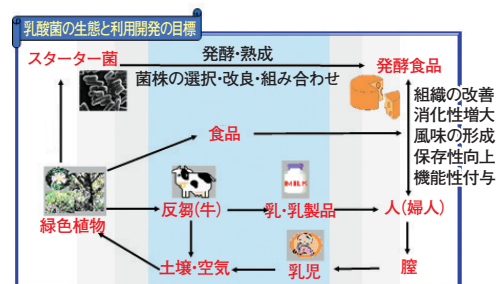 乳酸菌の生態と利用開発の目標
スターター菌
発酵・熟成
菌株の選択・改良・組み合わせ
発酵食品
組織の改善
消化性増大
風味の形成
保存性向上
機能性付与
食品
MILK
緑色植物
反芻(牛)
乳・乳製品
人(婦人)
土壌・空気
乳児
膣